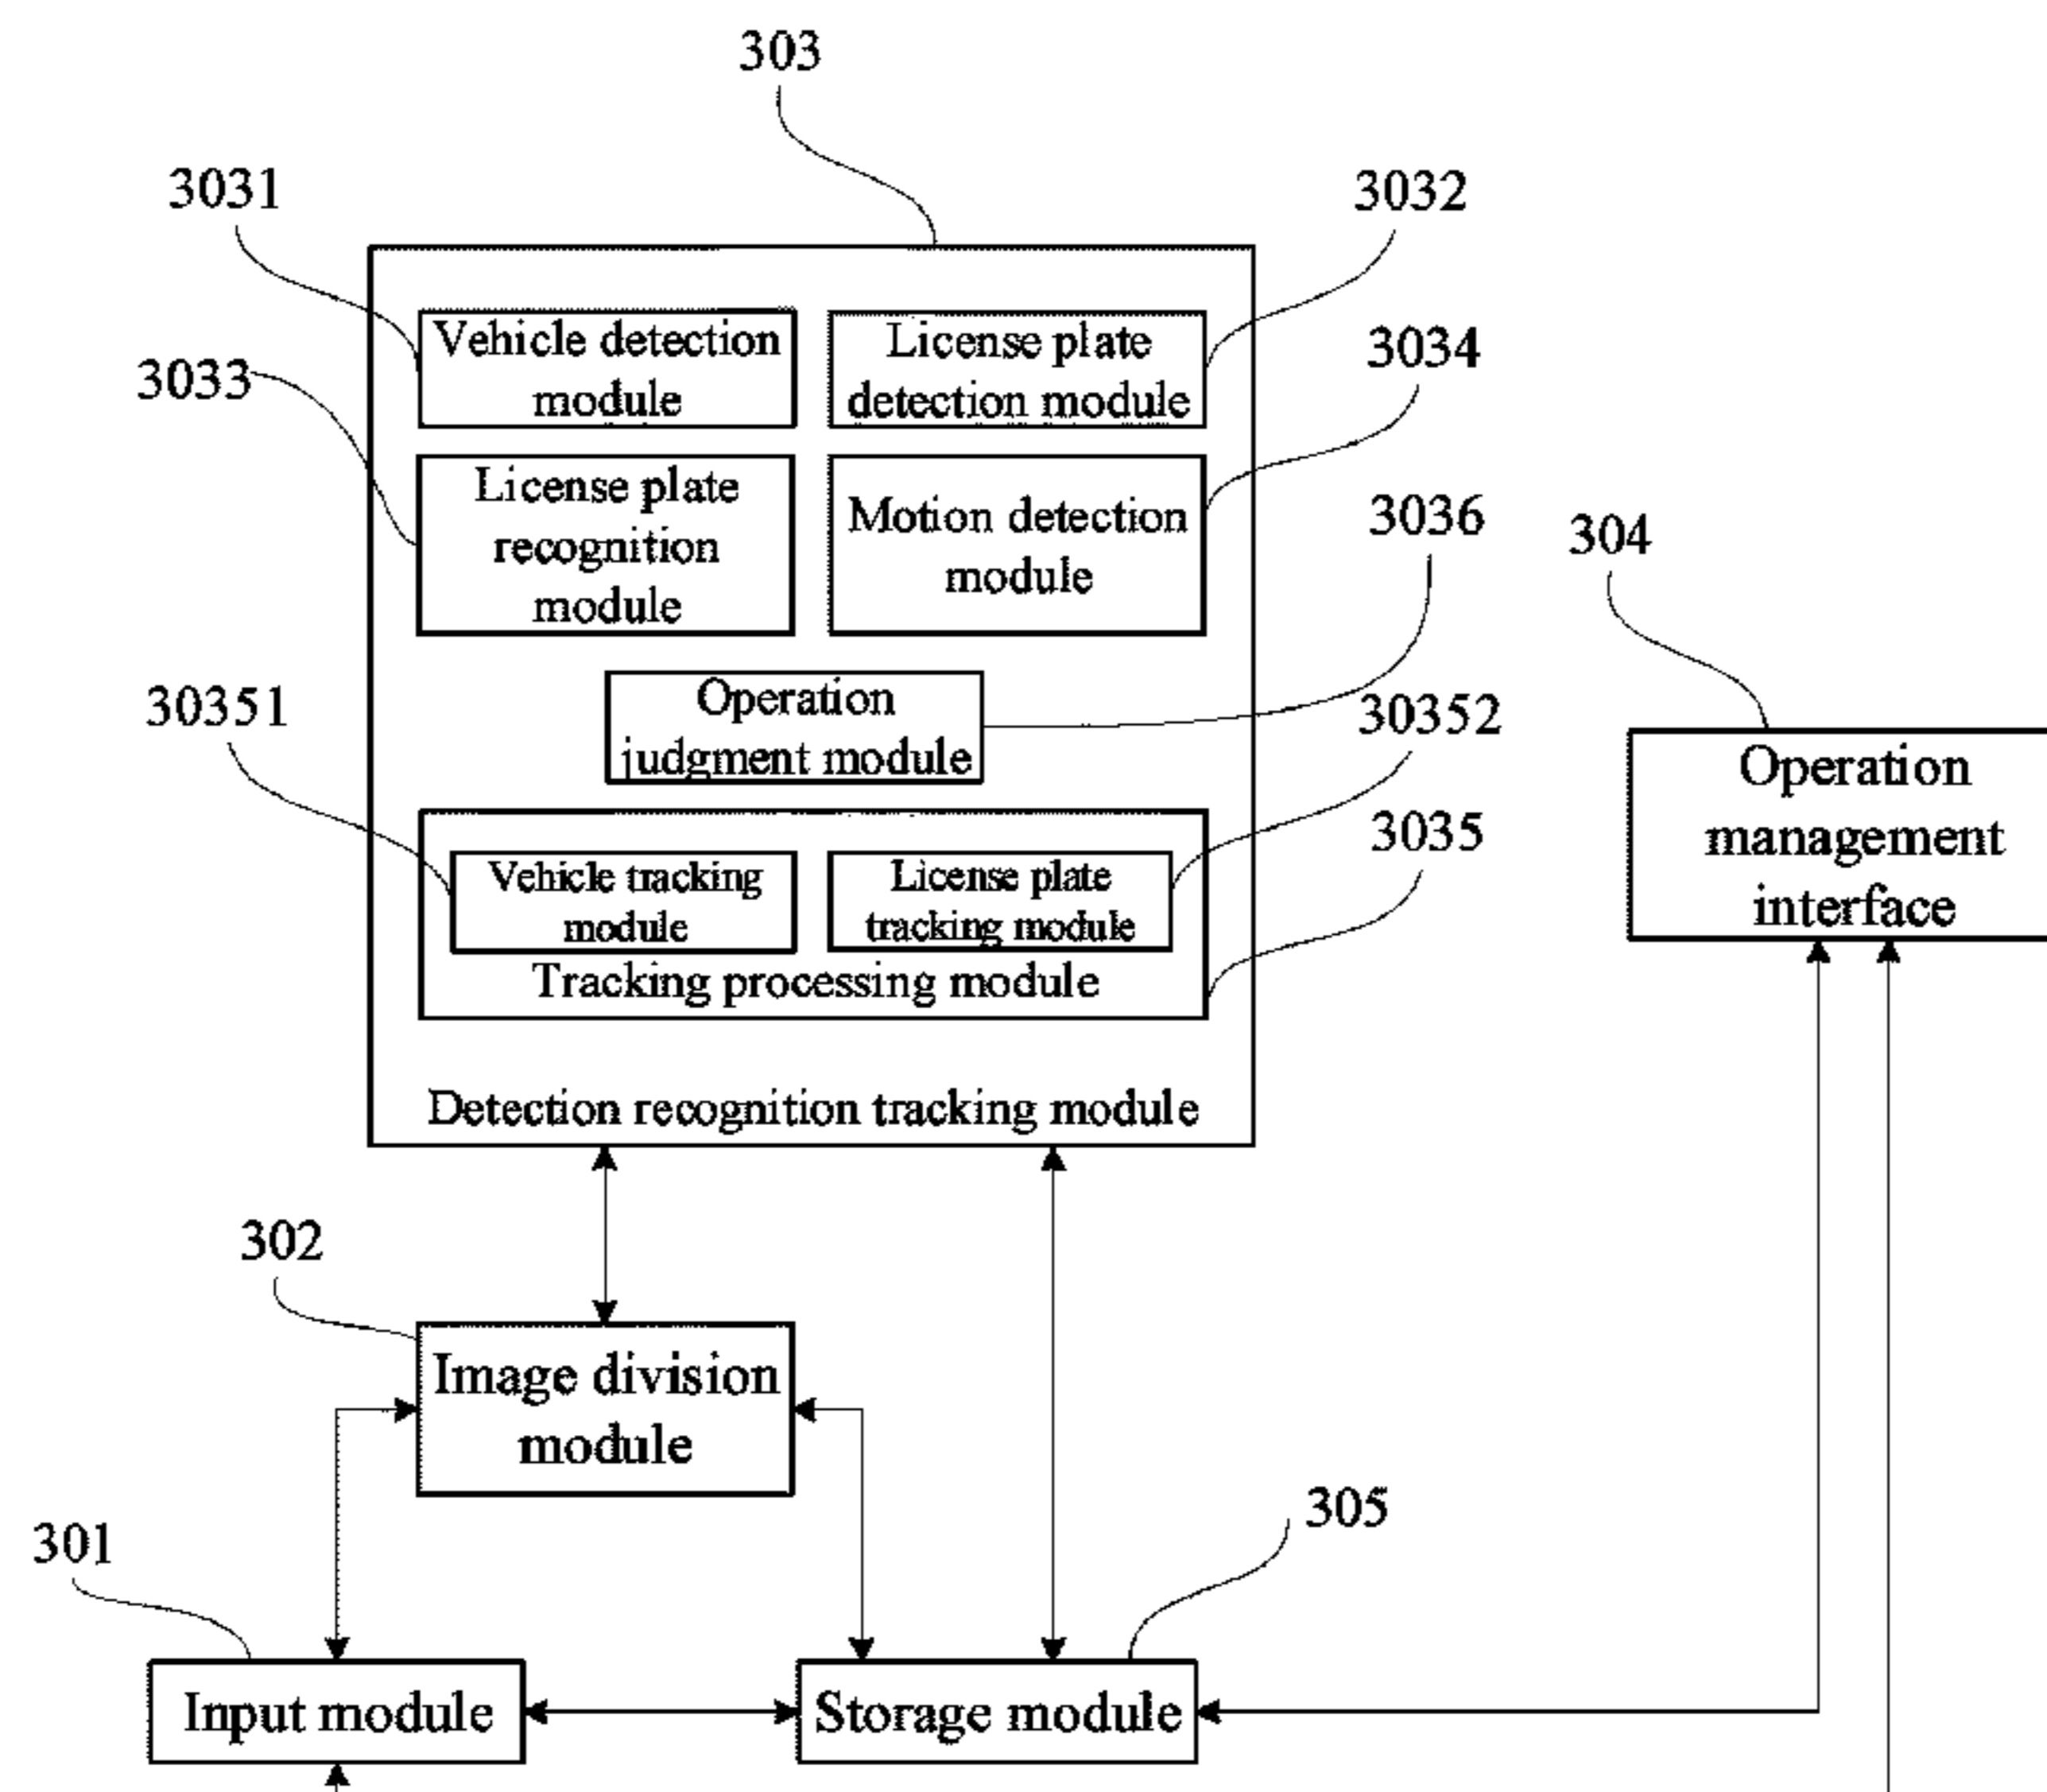 303
3031
3032
Vehicle detection
module
License plate
detection module
3033
3034
License plate
recognition
module
Motion detection
module
3036
304
Operation
judgment module
30351
30352
Operation
management
interface
3035
Vehicle tracking
module
License plate
tracking module
Tracking processing module
Detection recognition tracking module
302
Image division
module
301
305
Input module
Storage module